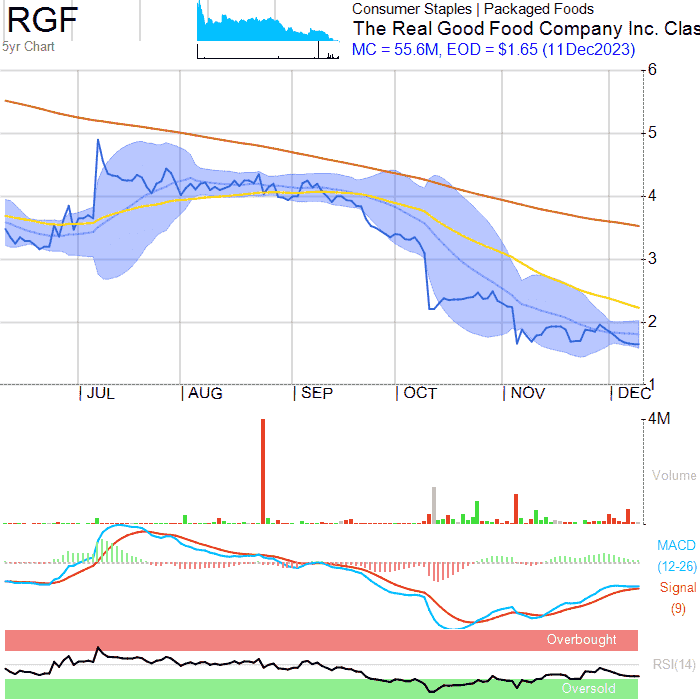 RGF
5yr Chart
Consumer Staples | Packaged Foods
The Real Good Food Company Inc. Clas
MC = 55.6M, EOD = $1.65 (11Dec2023)
6
5
4
3
2
1
JUL AUG SEP OCT NOV DEC
4M
Volume
MACD
(12-26)
Signal
(9)
Overbought
RSI(14)
Oversold